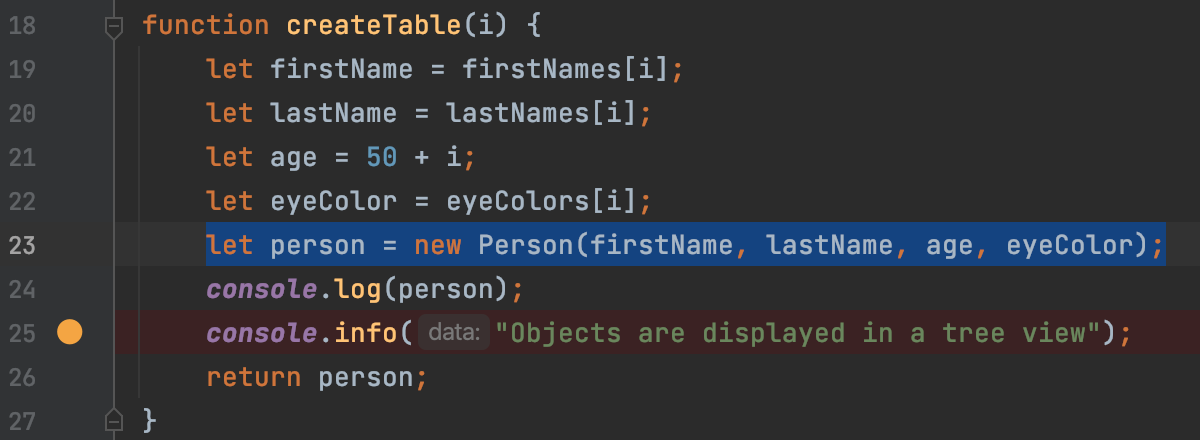 18 function createTable(i) {
19 let firstName = firstNames[i];
20 let lastName = lastNames[i];
21 let age = 50 + i;
22 let eyeColor = eyeColors[i];
23 let person = new Person(firstName, lastName, age, eyeColor);
24 console.log(person);
25 console.info( data: "Objects are displayed in a tree view");
26 return person;
27 }